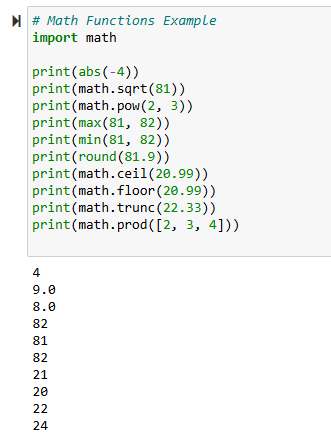 # Math Functions Example
import math

print(abs(-4))
print(math.sqrt(81))
print(math.pow(2, 3))
print(max(81, 82))
print(min(81, 82))
print(round(81.9))
print(math.ceil(20.99))
print(math.floor(20.99))
print(math.trunc(22.33))
print(math.prod([2, 3, 4]))

4
9.0
8.0
82
81
82
21
20
22
24